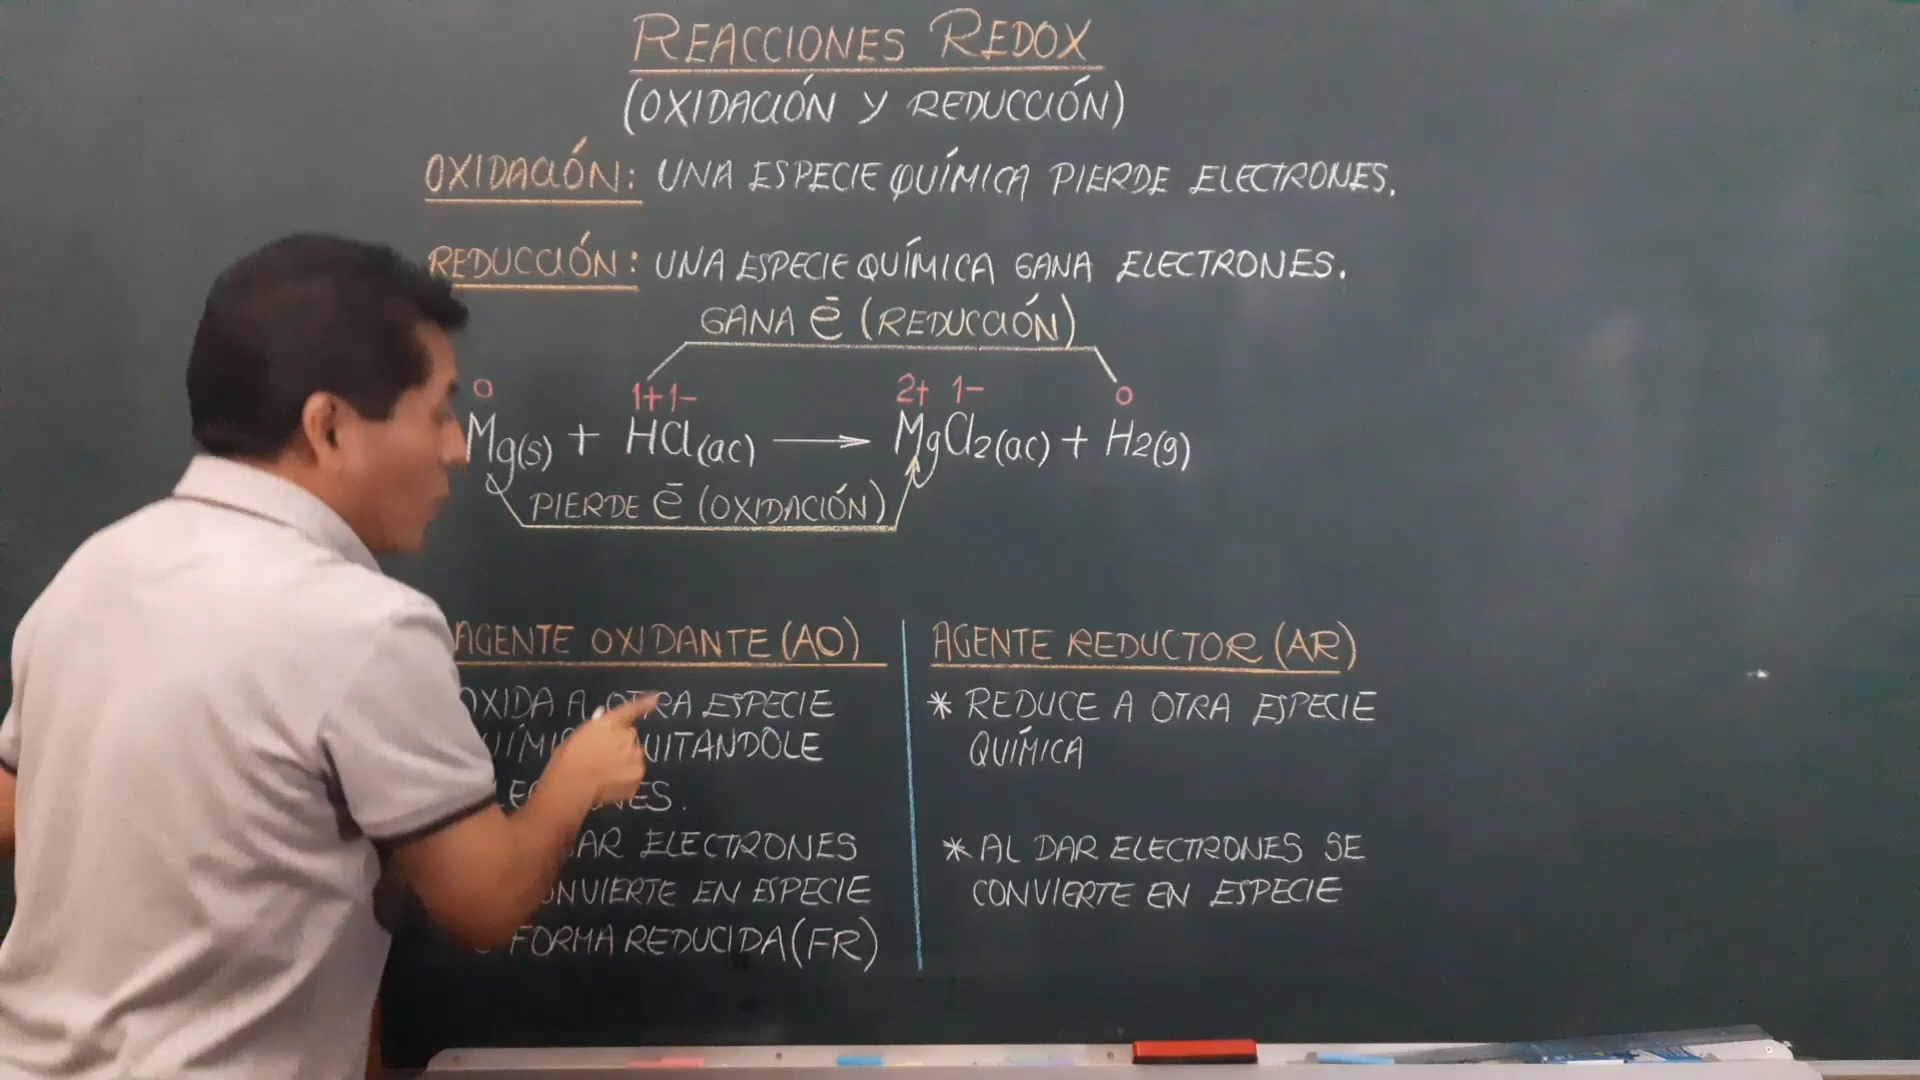 REACCIONES REDOX
(OXIDACIÓN Y REDUCCIÓN)
OXIDACIÓN: UNA ESPECIE QUÍMICA PIERDE ELECTRONES.
REDUCCIÓN: UNA ESPECIE QUÍMICA GANA ELECTRONES.
GANA ē (REDUCCIÓN)
0 1+ 1- 2+ 1- 0
Mg(s) + HCl(ac) → MgCl2(ac) + H2(g)
PIERDE ē (OXIDACIÓN)
AGENTE OXIDANTE (AO)
OXIDA A OTRA ESPECIE
QUITANDOLE
ELECTRONES.
ELECTRONES
EN ESPECIE
FORMA REDUCIDA (FR)
AGENTE REDUCTOR (AR)
* REDUCE A OTRA ESPECIE
QUÍMICA
* AL DAR ELECTRONES SE
CONVIERTE EN ESPECIE